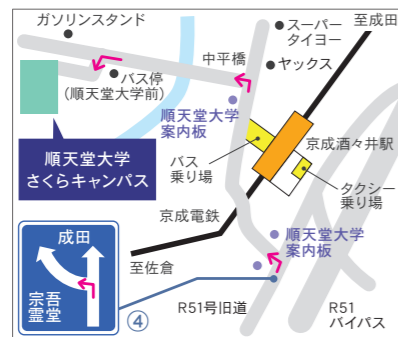 ガソリンスタンド
スーパー
タイヨー
至成田
中平橋
ヤックス
バス停
(順天堂大学前)
順天堂大学
案内板
順天堂大学
さくらキャンパス
バス
乗り場
京成酒々井駅
タクシー
乗り場
京成電鉄
順天堂大学
案内板
成田
至佐倉
宗吾
霊堂
④
R51号旧道
R51
バイパス